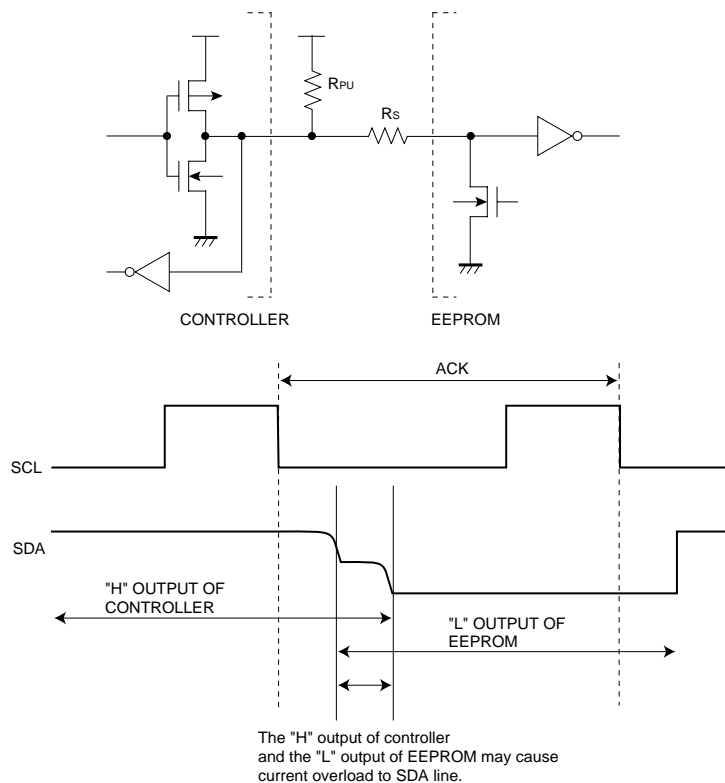 RPU
RS
CONTROLLER
EEPROM
ACK
SCL
SDA
"H" OUTPUT OF
CONTROLLER
"L" OUTPUT OF
EEPROM
The "H" output of controller
and the "L" output of EEPROM may cause
current overload to SDA line.